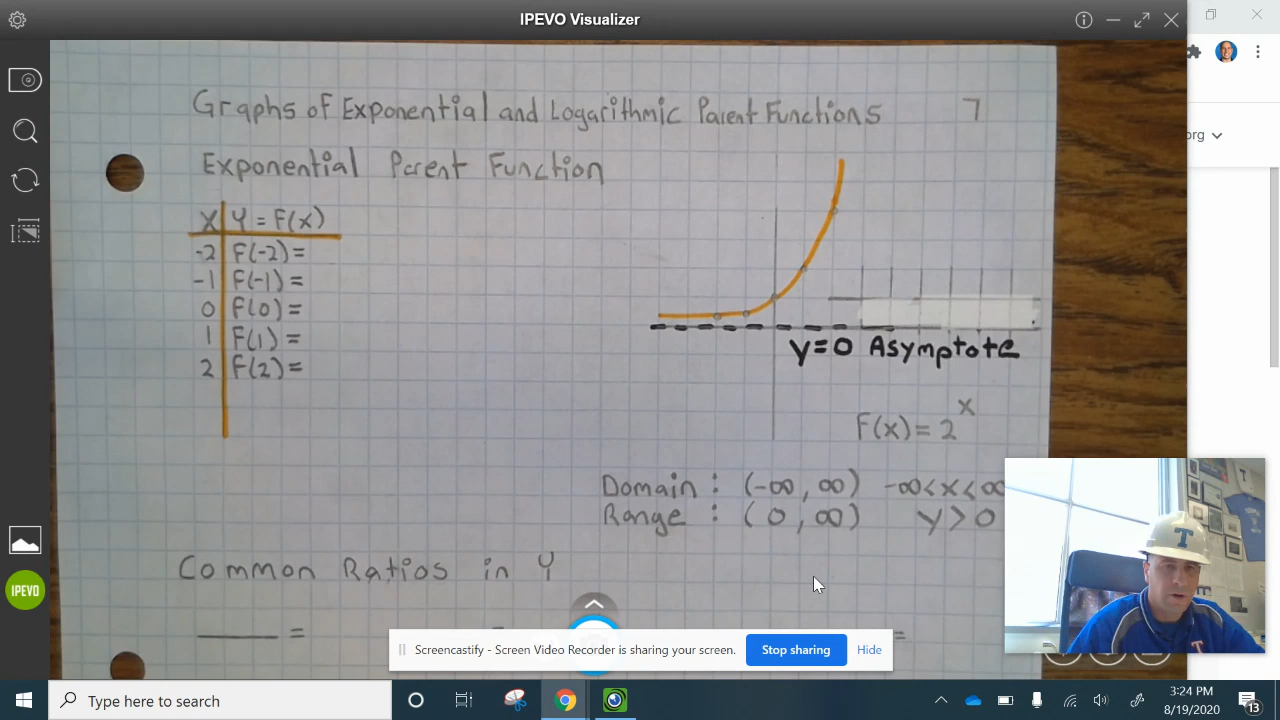 IPEVO Visualizer
Graphs of Exponential and Logarithmic Parent Functions 7
Exponential Parent Function
X Y = F(x)
-2 F(-2)=
-1 F(-1)=
0 F(0)=
1 F(1)=
2 F(2)=
y=0 Asymptote
F(x)= 2^x
Domain : (-∞, ∞) -∞<x<∞
Range : (0, ∞) y>0
Common Ratios in Y
____ =
=
IPEVO
Screencastify - Screen Video Recorder is sharing your screen.
Stop sharing
Hide
org
T
T
Type here to search
3:24 PM
8/19/2020
13